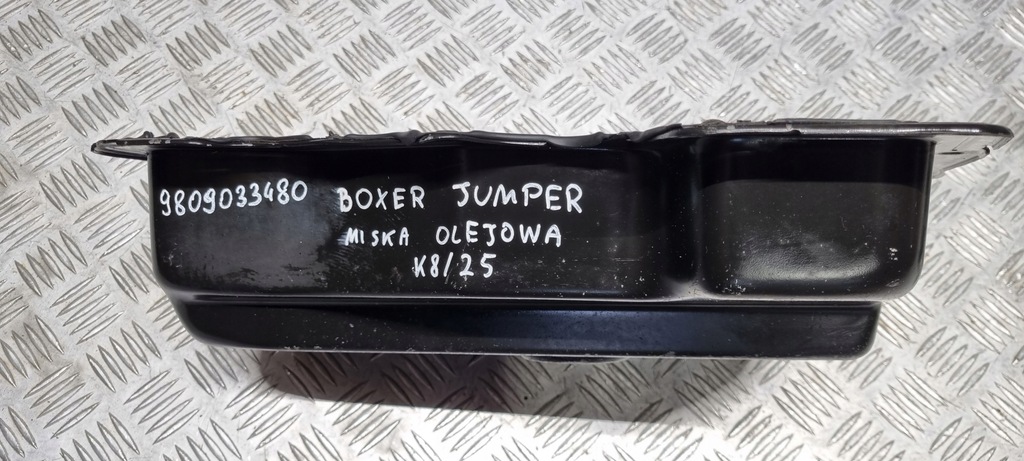 9809033480 BOXER JUMPER
MISKA OLEJOWA
K8/25